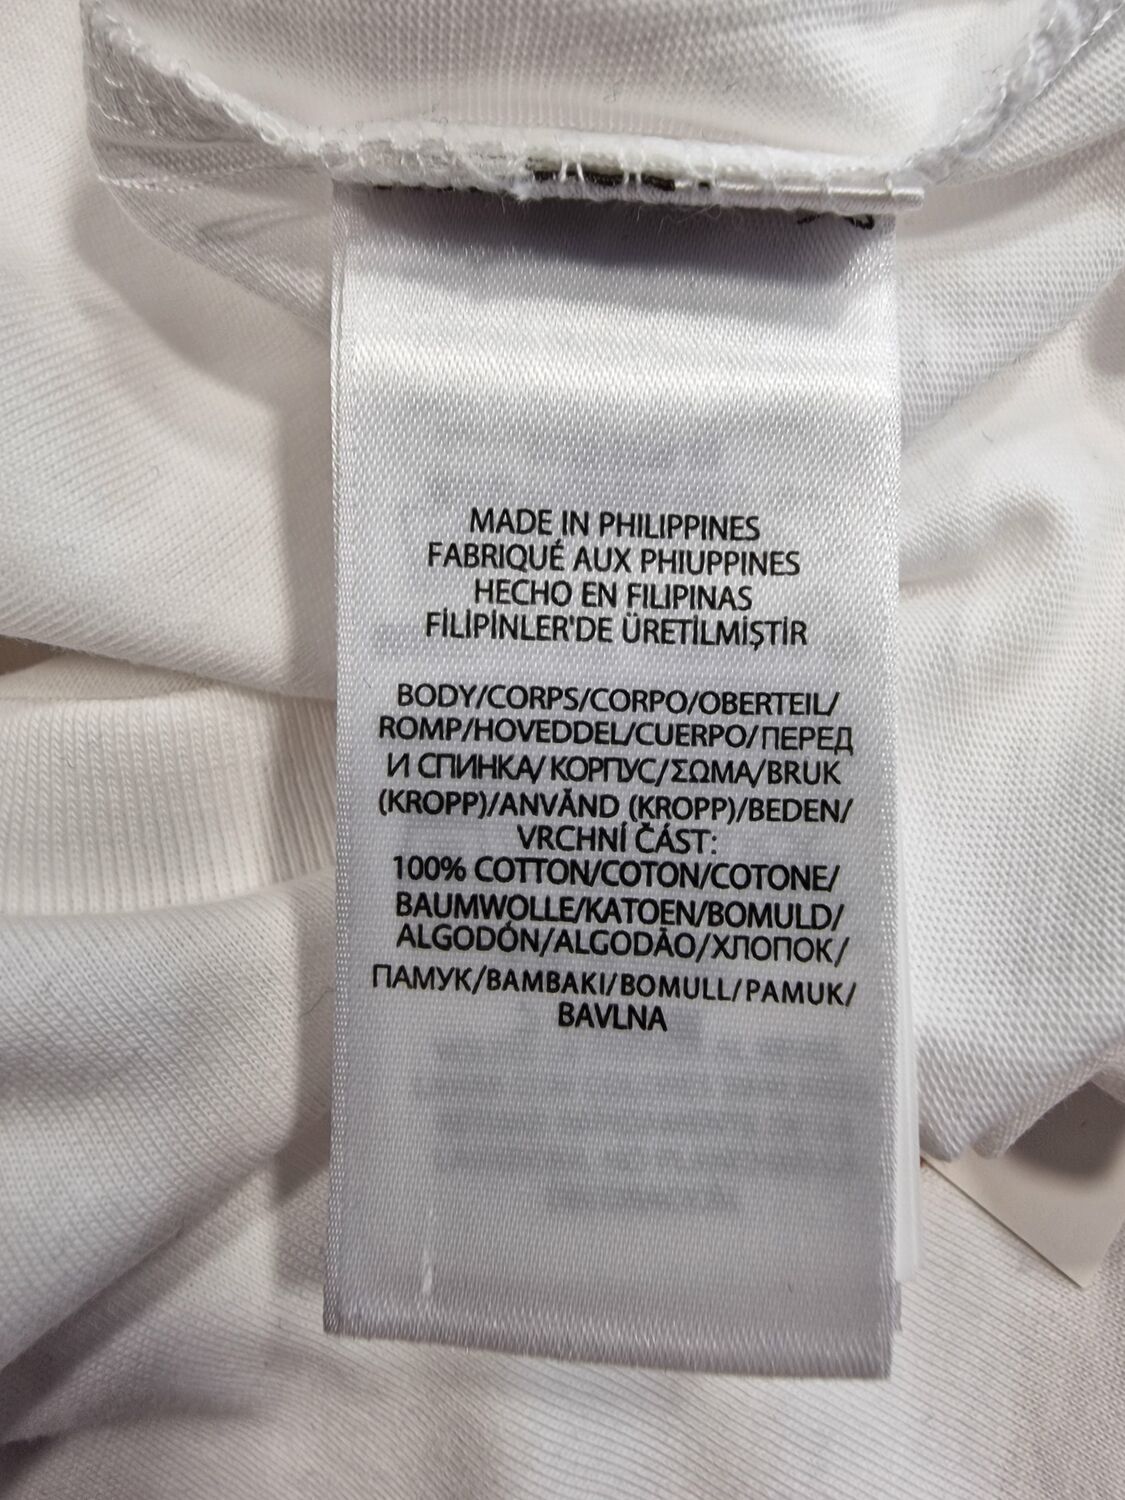 MADE IN PHILIPPINES
FABRIQUÉ AUX PHIUPPINES
HECHO EN FILIPINAS
FİLİPİNLER'DE ÜRETİLMİŞTİR
BODY/CORPS/CORPO/OBERTEIL/
ROMP/HOVEDDEL/CUERPO/ПЕРЕД
И СПИНКА/КОРПУС/ΣΩΜΑ/BRUK
(KROPP)/ANVĂND (KROPP)/BEDEN/
VRCHNÍ ČÁST:
100% COTTON/COTON/COTONE/
BAUMWOLLE/KATOEN/BOMULD/
ALGODÓN/ALGODÃO/ХЛОПОК/
ПАМУК/BAMBAKI/BOMULL/PAMUK/
BAVLNA